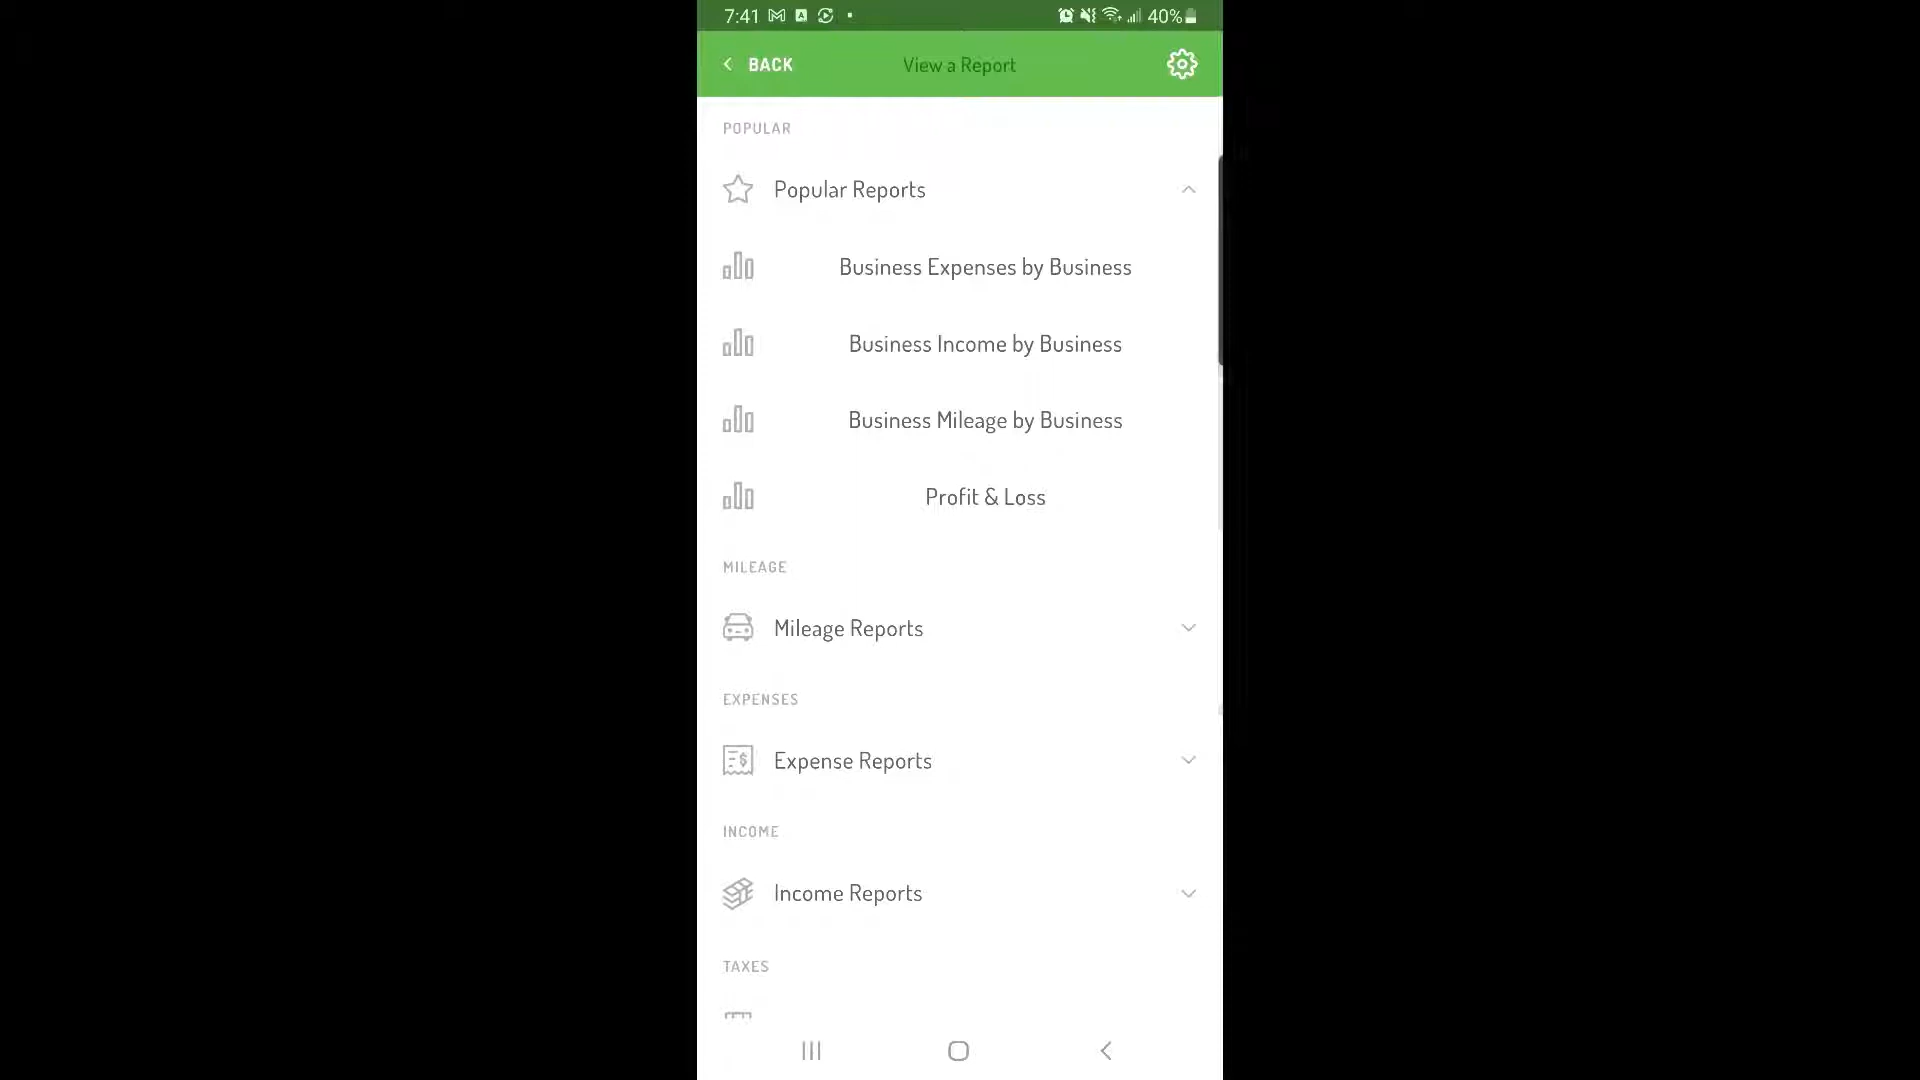 7:41 40%
BACK View a Report
POPULAR
Popular Reports
Business Expenses by Business
Business Income by Business
Business Mileage by Business
Profit & Loss
MILEAGE
Mileage Reports
EXPENSES
Expense Reports
INCOME
Income Reports
TAXES